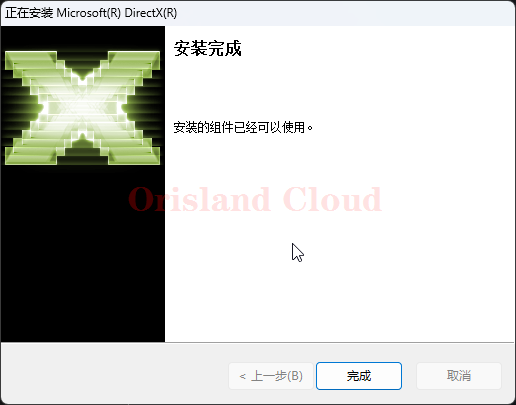 正在安装 Microsoft(R) DirectX(R)
安装完成
安装的组件已经可以使用。
Orisland Cloud
< 上一步(B)
完成
取消